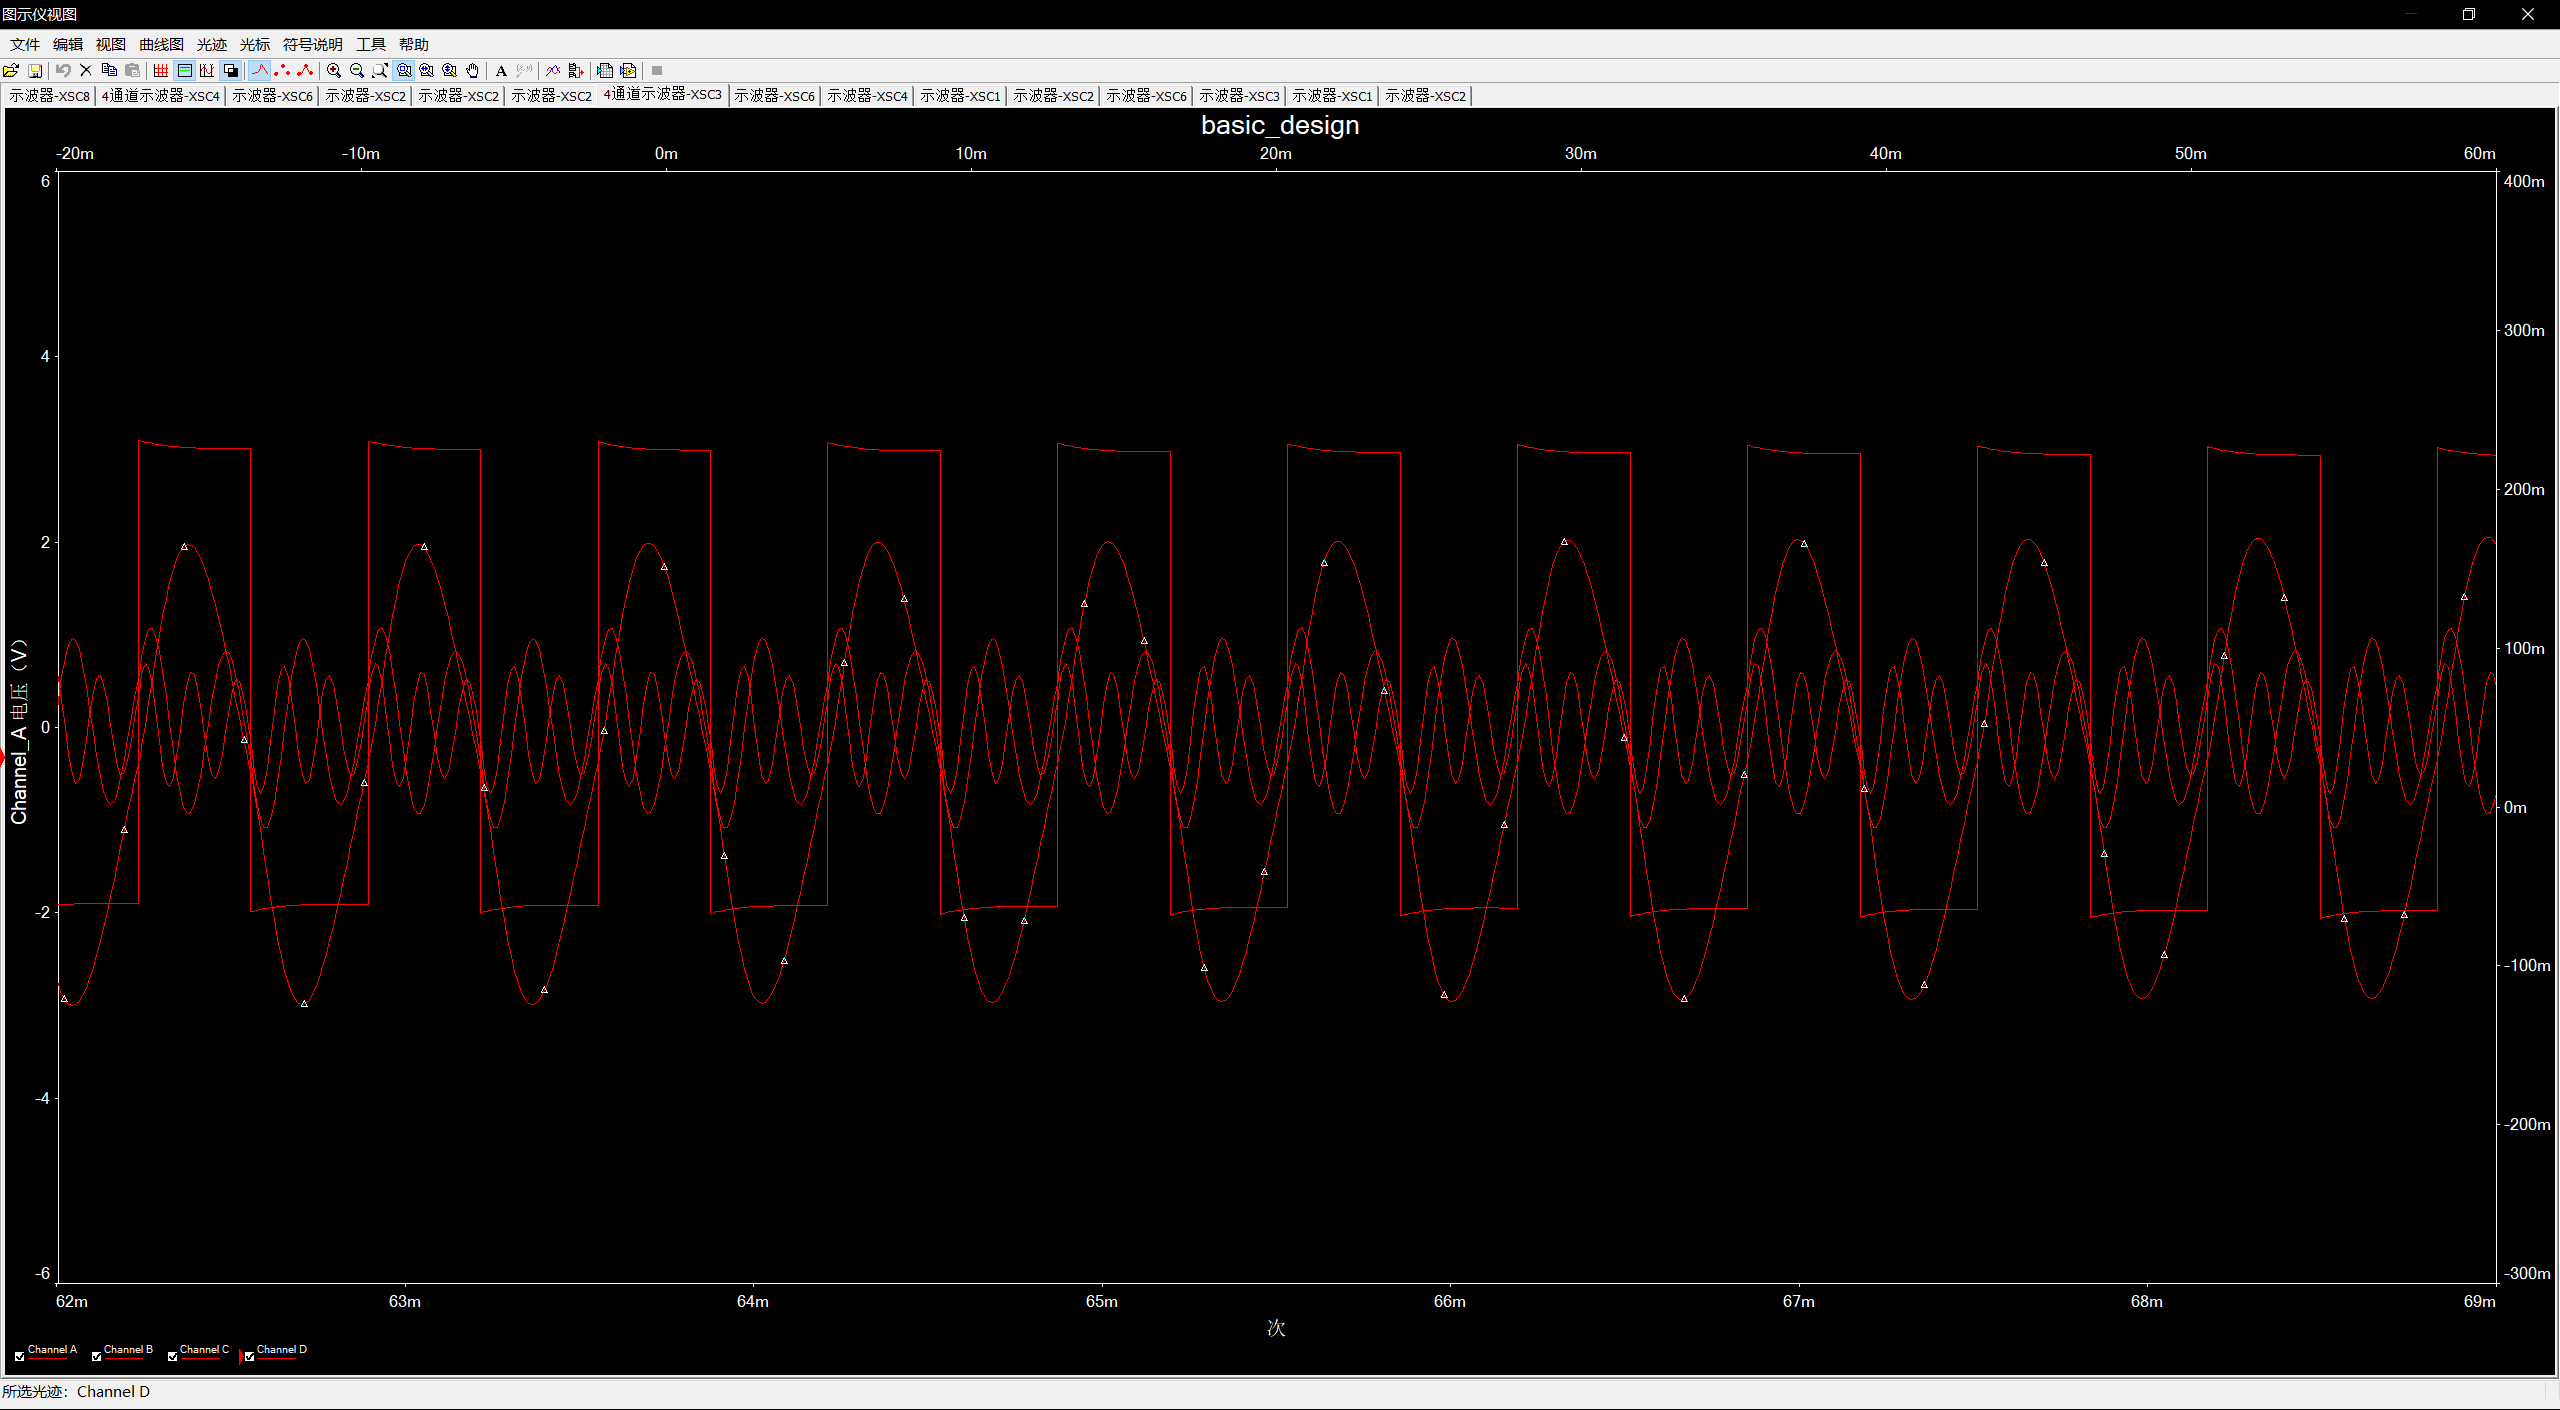 图示仪视图
文件 编辑 视图 曲线图 光迹 光标 符号说明 工具 帮助
A
示波器-XSC8 4通道示波器-XSC4 示波器-XSC6 示波器-XSC2 示波器-XSC2 示波器-XSC2 4通道示波器-XSC3 示波器-XSC6 示波器-XSC4 示波器-XSC1 示波器-XSC2 示波器-XSC6 示波器-XSC3 示波器-XSC1 示波器-XSC2
basic_design
-20m -10m 0m 10m 20m 30m 40m 50m 60m
6
4
2
0
-2
-4
-6
Channel_A 电压（V）
400m
300m
200m
100m
0m
-100m
-200m
-300m
62m 63m 64m 65m 66m 67m 68m 69m
次
Channel A Channel B Channel C Channel D
所选光迹：Channel D